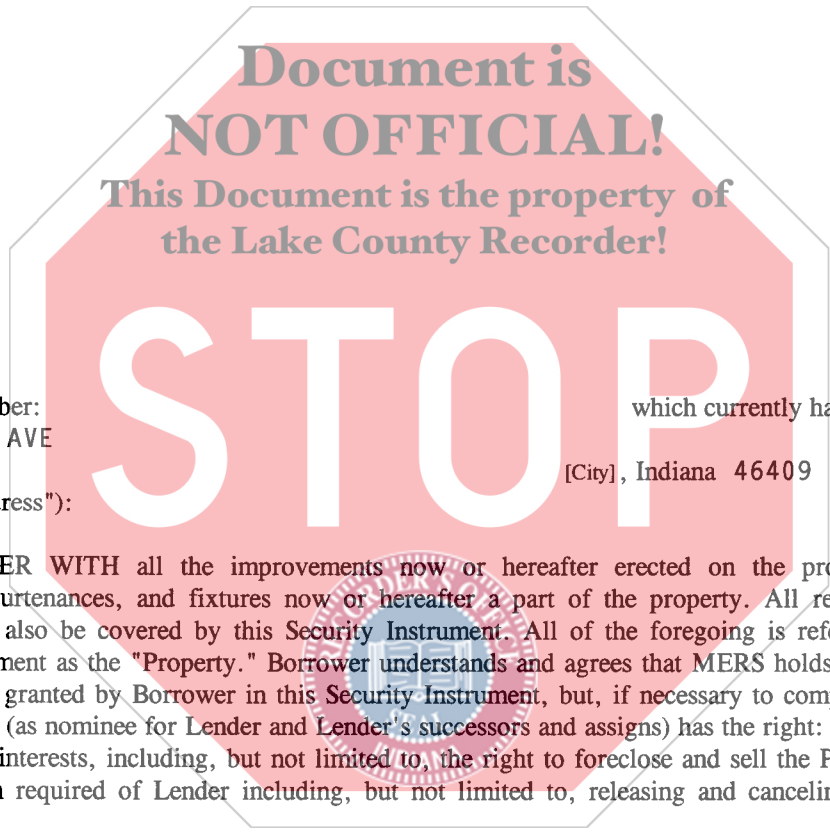 Document is
NOT OFFICIAL!
This Document is the property of
the Lake County Recorder!
STOP
ber:
which currently ha
AVE
[City], Indiana 46409
ress"):
ER WITH all the improvements now or hereafter erected on the pro
urtenances, and fixtures now or hereafter a part of the property. All re
also be covered by this Security Instrument. All of the foregoing is refe
ment as the "Property." Borrower understands and agrees that MERS holds
granted by Borrower in this Security Instrument, but, if necessary to com
(as nominee for Lender and Lender's successors and assigns) has the right:
interests, including, but not limited to, the right to foreclose and sell the P
required of Lender including, but not limited to, releasing and cancelin
RECORDER'S OFFICE
SEAL
INDIANA